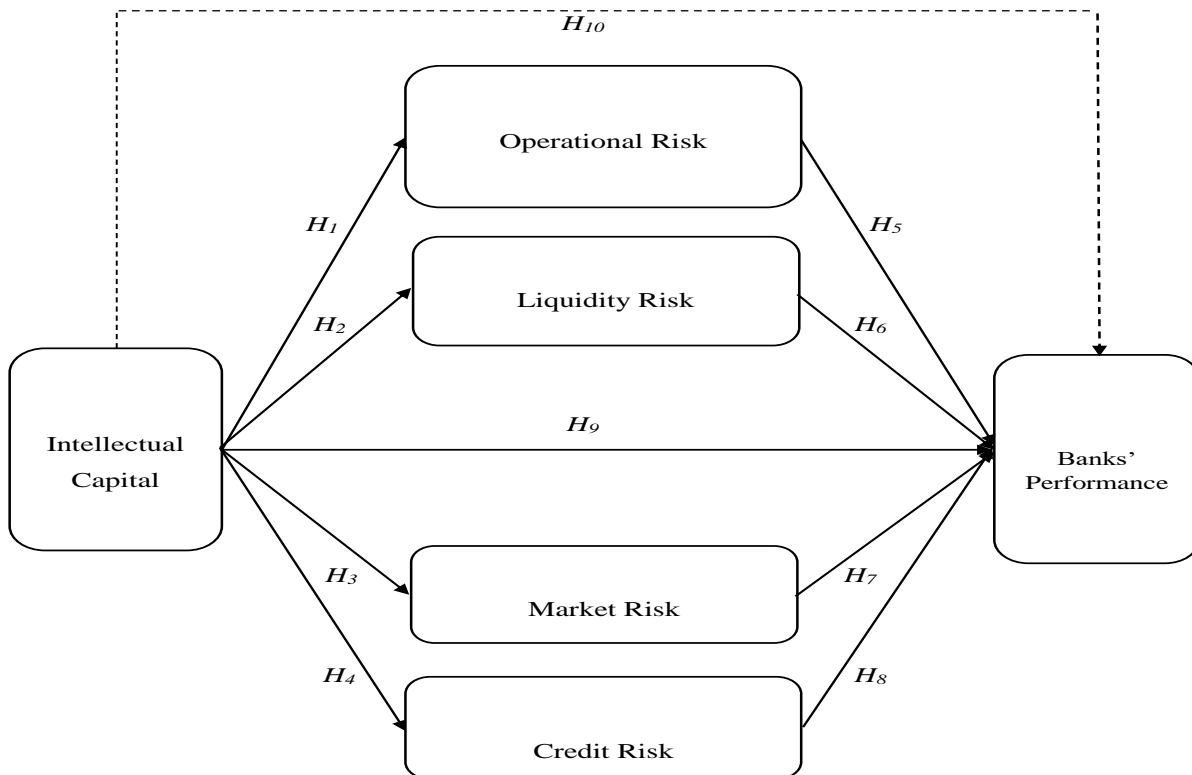 H₁₀
Operational Risk
H₁
H₅
Liquidity Risk
H₂
H₆
Intellectual
Capital
H₉
Banks’
Performance
H₃
Market Risk
H₇
H₄
Credit Risk
H₈